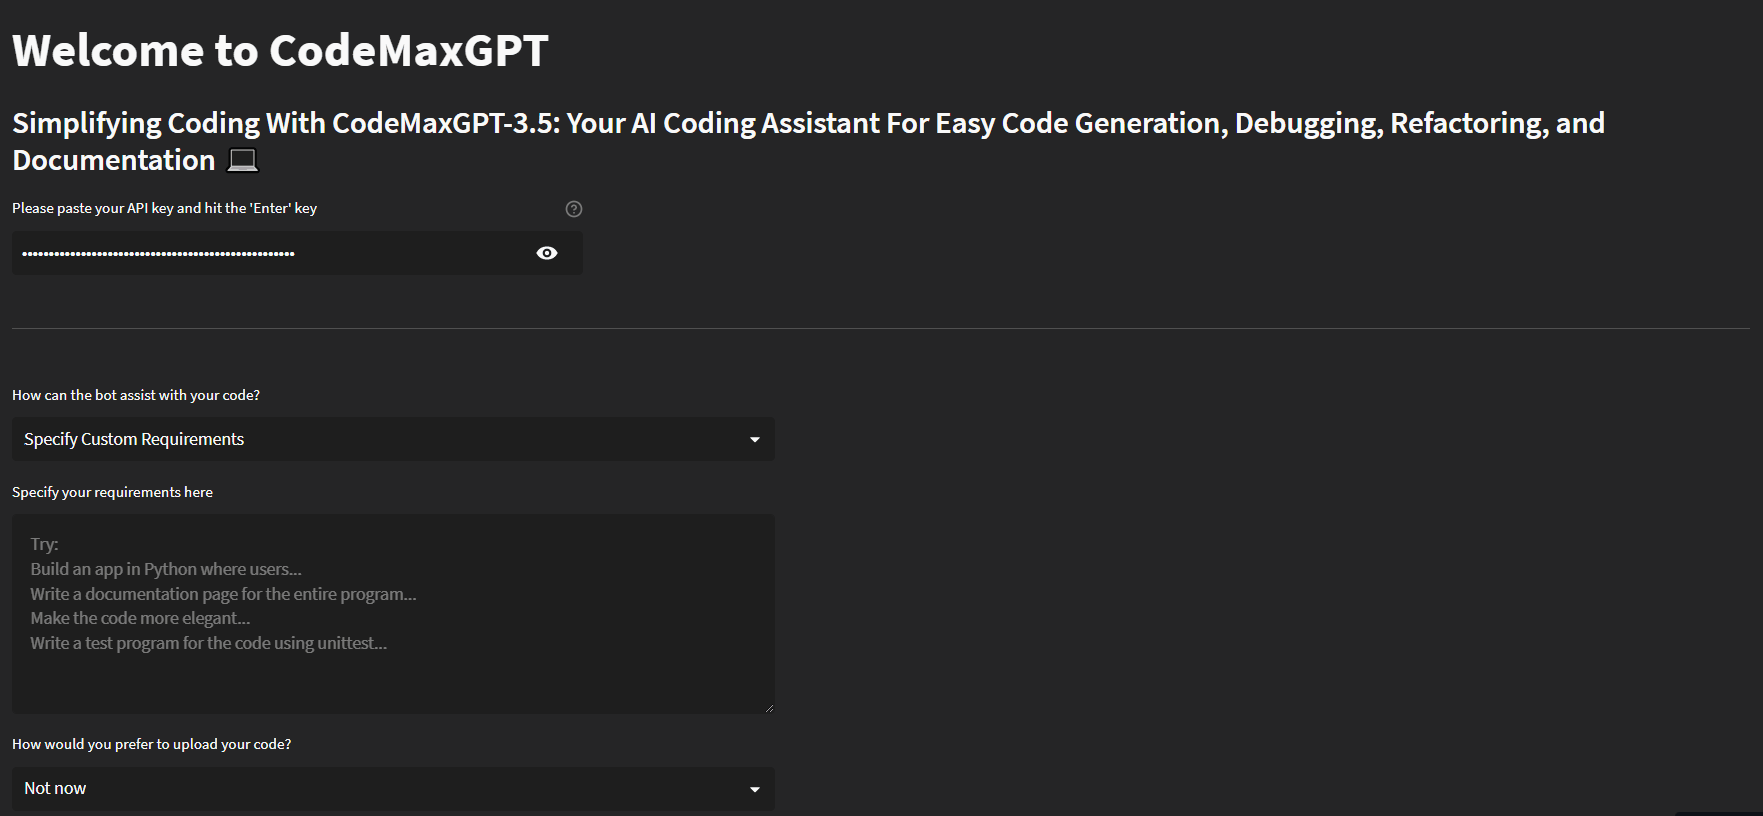 Welcome to CodeMaxGPT
Simplifying Coding With CodeMaxGPT-3.5: Your AI Coding Assistant For Easy Code Generation, Debugging, Refactoring, and
Documentation 💻
Please paste your API key and hit the 'Enter' key
How can the bot assist with your code?
Specify Custom Requirements
Specify your requirements here
Try:
Build an app in Python where users...
Write a documentation page for the entire program...
Make the code more elegant...
Write a test program for the code using unittest...
How would you prefer to upload your code?
Not now